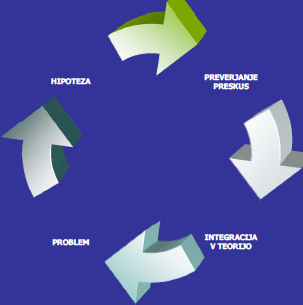 HIPOTEZA
PREVERJANJE
PRESKUS
PROBLEM
INTEGRACIJA
V TEORIJO